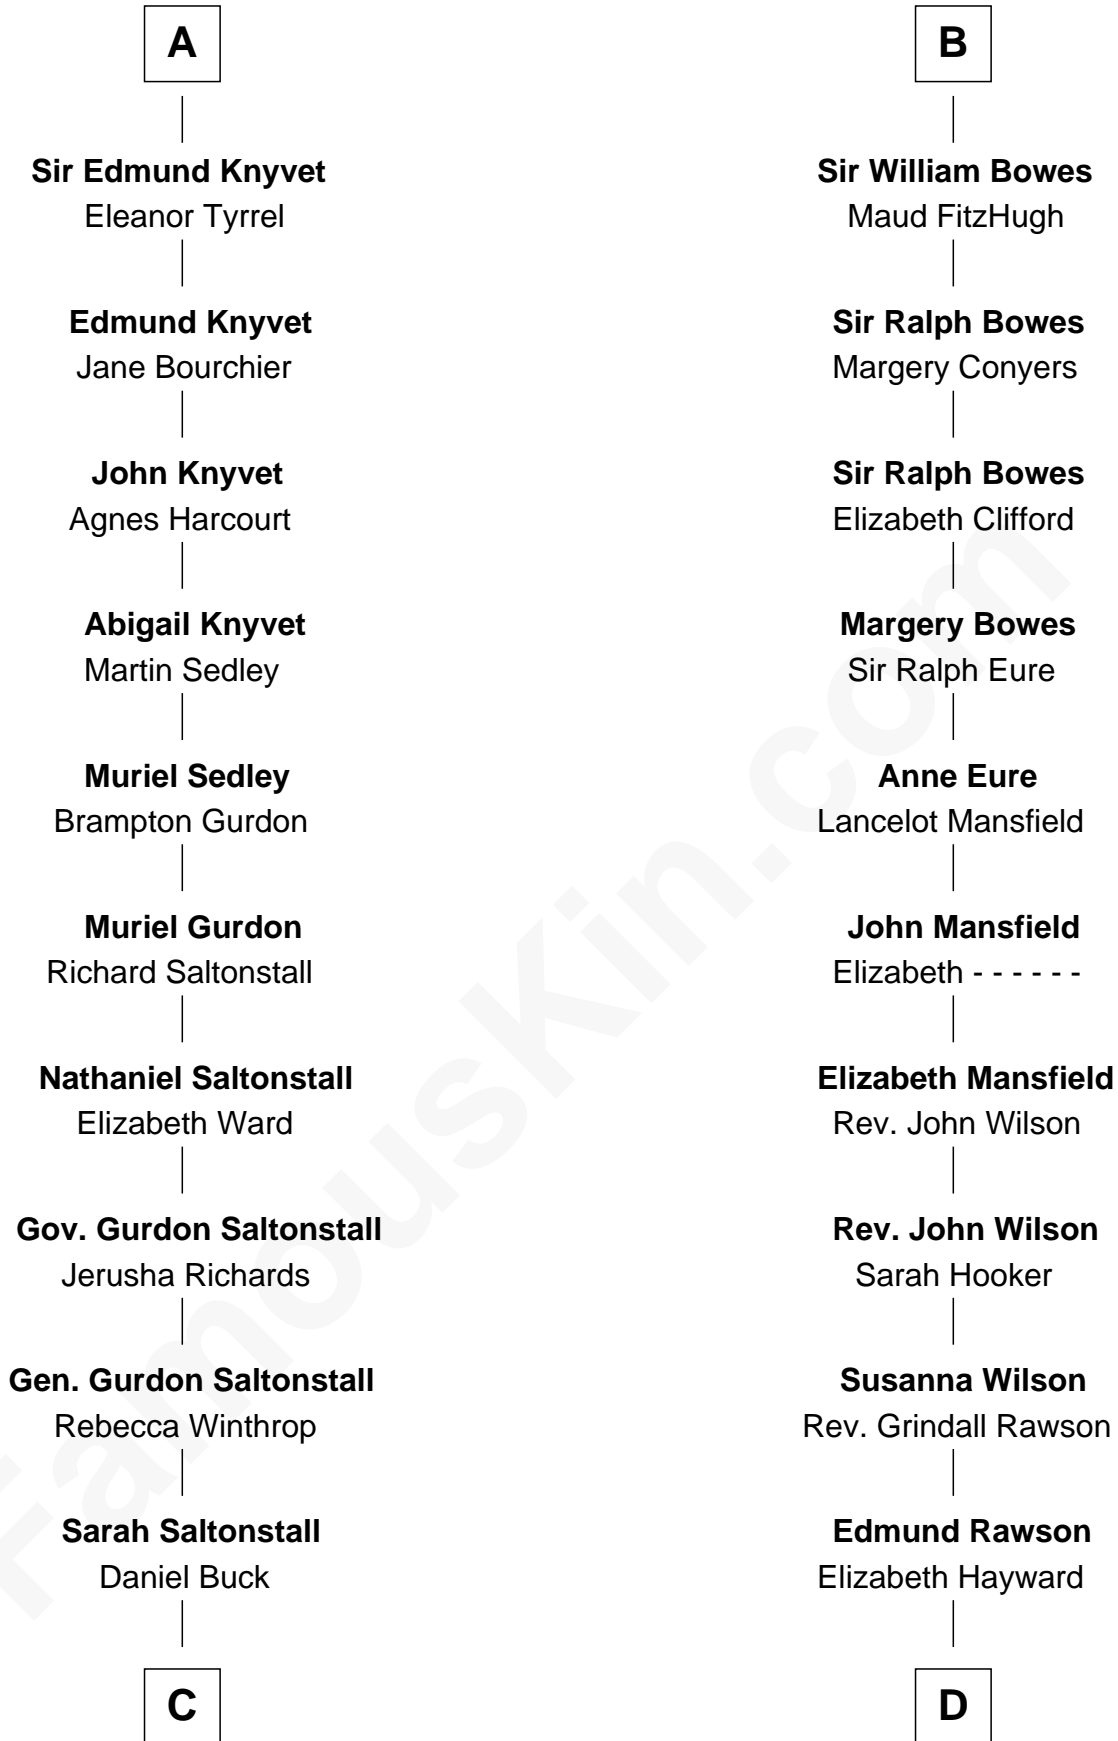 A
Sir Edmund Knyvet
Eleanor Tyrrel
Edmund Knyvet
Jane Bourchier
John Knyvet
Agnes Harcourt
Abigail Knyvet
Martin Sedley
Muriel Sedley
Brampton Gurdon
Muriel Gurdon
Richard Saltonstall
Nathaniel Saltonstall
Elizabeth Ward
Gov. Gurdon Saltonstall
Jerusha Richards
Gen. Gurdon Saltonstall
Rebecca Winthrop
Sarah Saltonstall
Daniel Buck
C
B
Sir William Bowes
Maud FitzHugh
Sir Ralph Bowes
Margery Conyers
Sir Ralph Bowes
Elizabeth Clifford
Margery Bowes
Sir Ralph Eure
Anne Eure
Lancelot Mansfield
John Mansfield
Elizabeth - - - - - -
Elizabeth Mansfield
Rev. John Wilson
Rev. John Wilson
Sarah Hooker
Susanna Wilson
Rev. Grindall Rawson
Edmund Rawson
Elizabeth Hayward
D
FamousKin.com